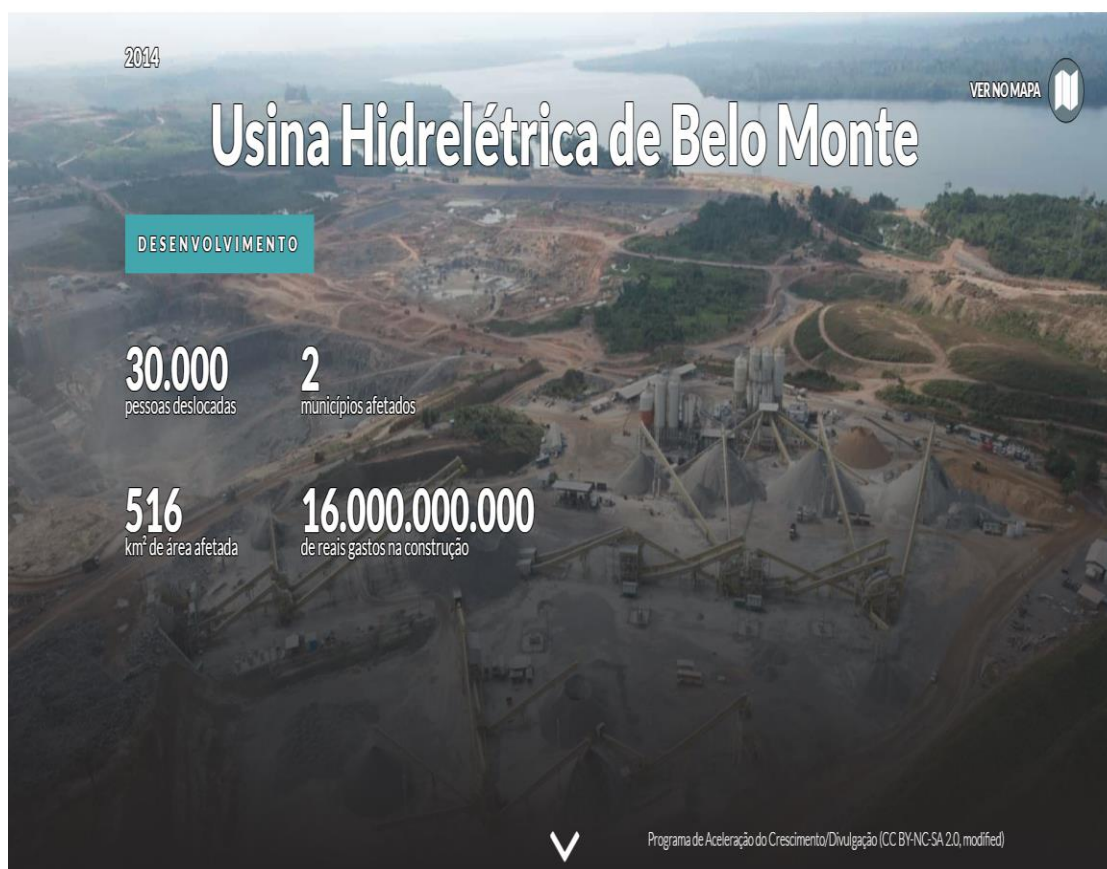 2014
VER NO MAPA
Usina Hidrelétrica de Belo Monte
DESENVOLVIMENTO
30.000
pessoas deslocadas
2
municípios afetados
516
km² de área afetada
16.000.000.000
de reais gastos na construção
Programa de Aceleração do Crescimento/Divulgação (CC BY-NC-SA 2.0, modified)